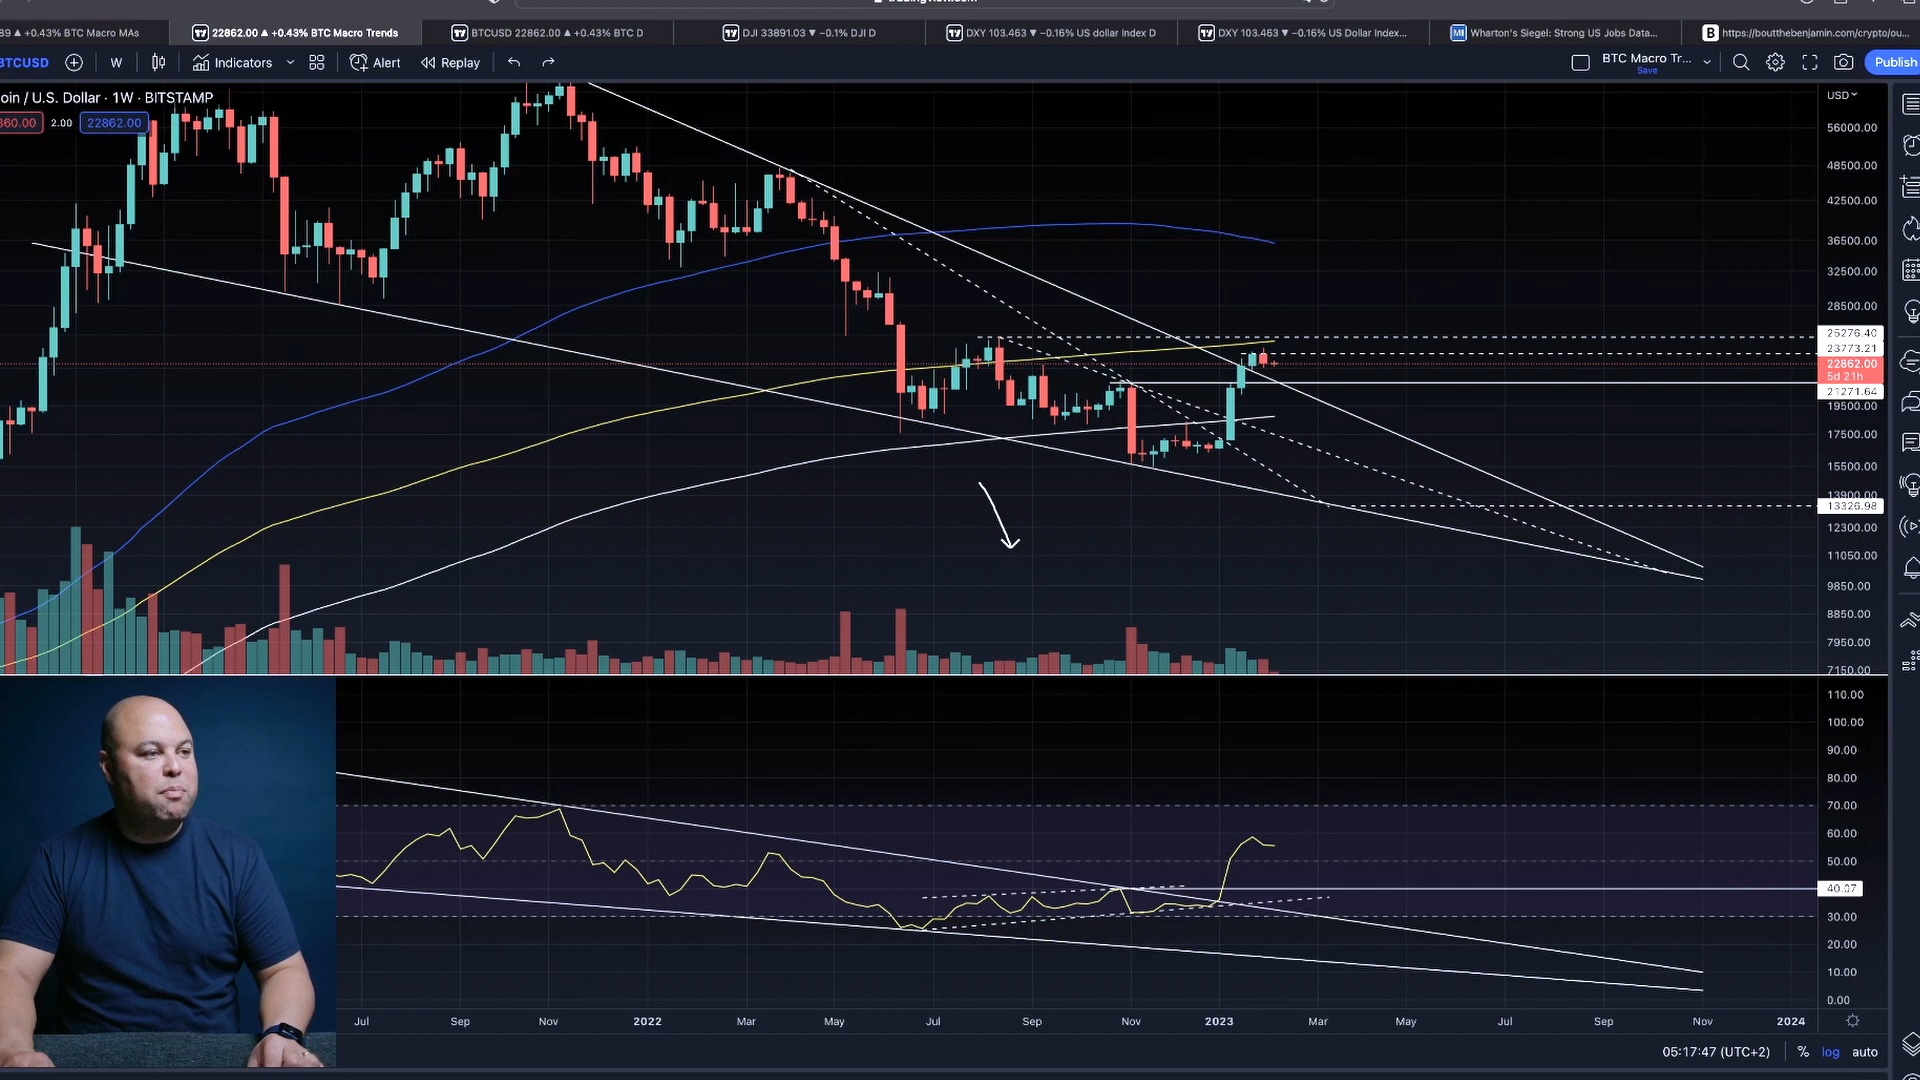 89 ▲ +0.43% BTC Macro MAs
22862.00 ▲ +0.43% BTC Macro Trends
BTCUSD 22862.00 ▲ +0.43% BTC D
DJI 33891.03 ▼ −0.1% DJI D
DXY 103.463 ▼ −0.16% US dollar Index D
DXY 103.463 ▼ −0.16% US Dollar Index...
MI Wharton's Siegel: Strong US Jobs Data...
B https://boutthebenjamin.com/crypto/ou...
BTCUSD
W
Indicators
Alert
Replay
BTC Macro Tr...
Save
Publish
oin / U.S. Dollar · 1W · BITSTAMP
360.00 2.00 22862.00
USD
56000.00
48500.00
42500.00
36500.00
32500.00
28500.00
25276.40
23773.21
22862.00
5d 21h
21271.64
19500.00
17500.00
15500.00
13900.00
13326.98
12300.00
11050.00
9850.00
8850.00
7950.00
7150.00
110.00
100.00
90.00
80.00
70.00
60.00
50.00
40.07
30.00
20.00
10.00
0.00
Jul Sep Nov 2022 Mar May Jul Sep Nov 2023 Mar May Jul Sep Nov 2024
05:17:47 (UTC+2) % log auto